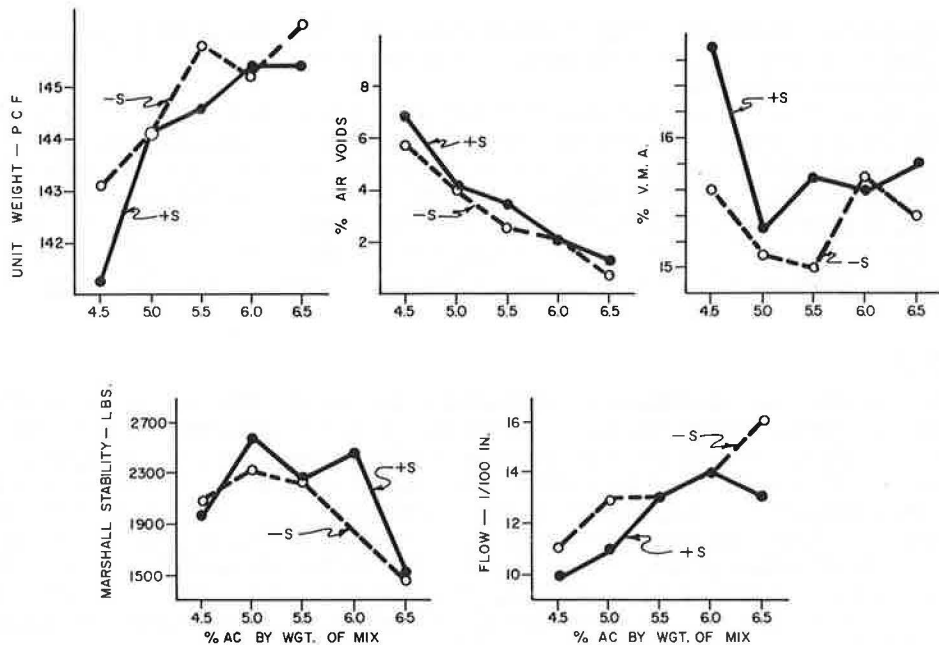 UNIT WEIGHT — PCF
145
144
143
142
-S
+S
4.5 5.0 5.5 6.0 6.5
% AIR VOIDS
8
6
4
2
+S
-S
4.5 5.0 5.5 6.0 6.5
% V.M.A.
16
15
+S
-S
4.5 5.0 5.5 6.0 6.5
MARSHALL STABILITY — LBS.
2700
2300
1900
1500
+S
-S
4.5 5.0 5.5 6.0 6.5
% AC BY WGT. OF MIX
FLOW — 1/100 IN.
16
14
12
10
-S
+S
4.5 5.0 5.5 6.0 6.5
% AC BY WGT. OF MIX